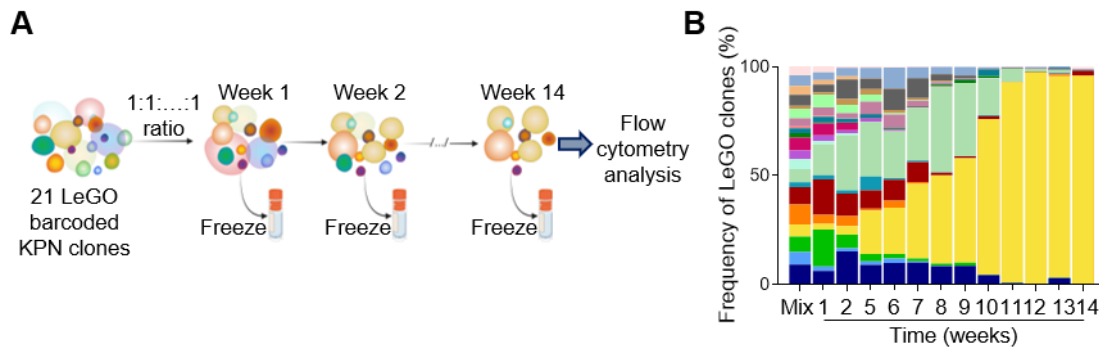 A
1:1:....:1
ratio
Week 1
Week 2
Week 14
/.../
Flow
cytometry
analysis
21 LeGO
barcoded
KPN clones
Freeze
Freeze
Freeze
B
Frequency of LeGO clones (%)
100
50
0
Mix 1 2 5 6 7 8 9 10 11 12 13 14
Time (weeks)